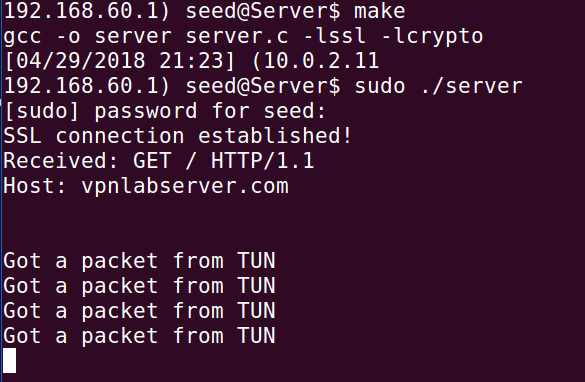 192.168.60.1) seed@Server$ make
gcc -o server server.c -lssl -lcrypto
[04/29/2018 21:23] (10.0.2.11
192.168.60.1) seed@Server$ sudo ./server
[sudo] password for seed:
SSL connection established!
Received: GET / HTTP/1.1
Host: vpnlabserver.com
Got a packet from TUN
Got a packet from TUN
Got a packet from TUN
Got a packet from TUN